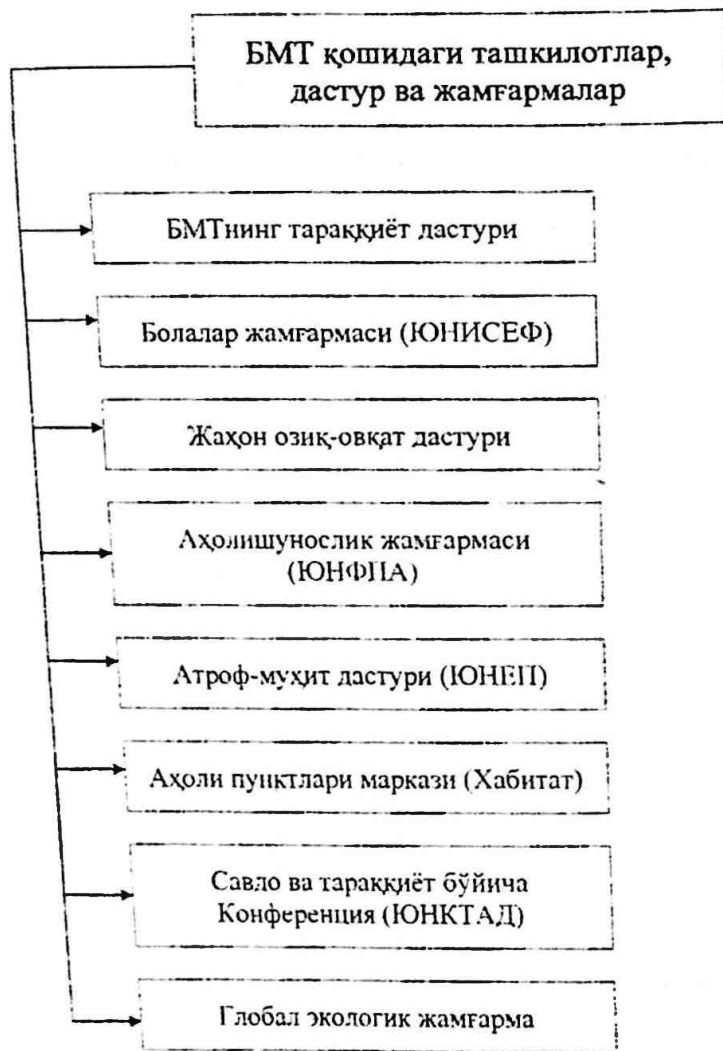 БМТ қошидаги ташкилотлар,
дастур ва жамғармалар
БМТнинг тараққиёт дастури
Болалар жамғармаси (ЮНИСЕФ)
Жаҳон озиқ-овқат дастури
Аҳолишунослик жамғармаси
(ЮНФПА)
Атроф-муҳит дастури (ЮНЕП)
Аҳоли пунктлари маркази (Хабитат)
Савло ва тараққиёт бўйича
Конференция (ЮНКТАД)
Глобал экологик жамғарма